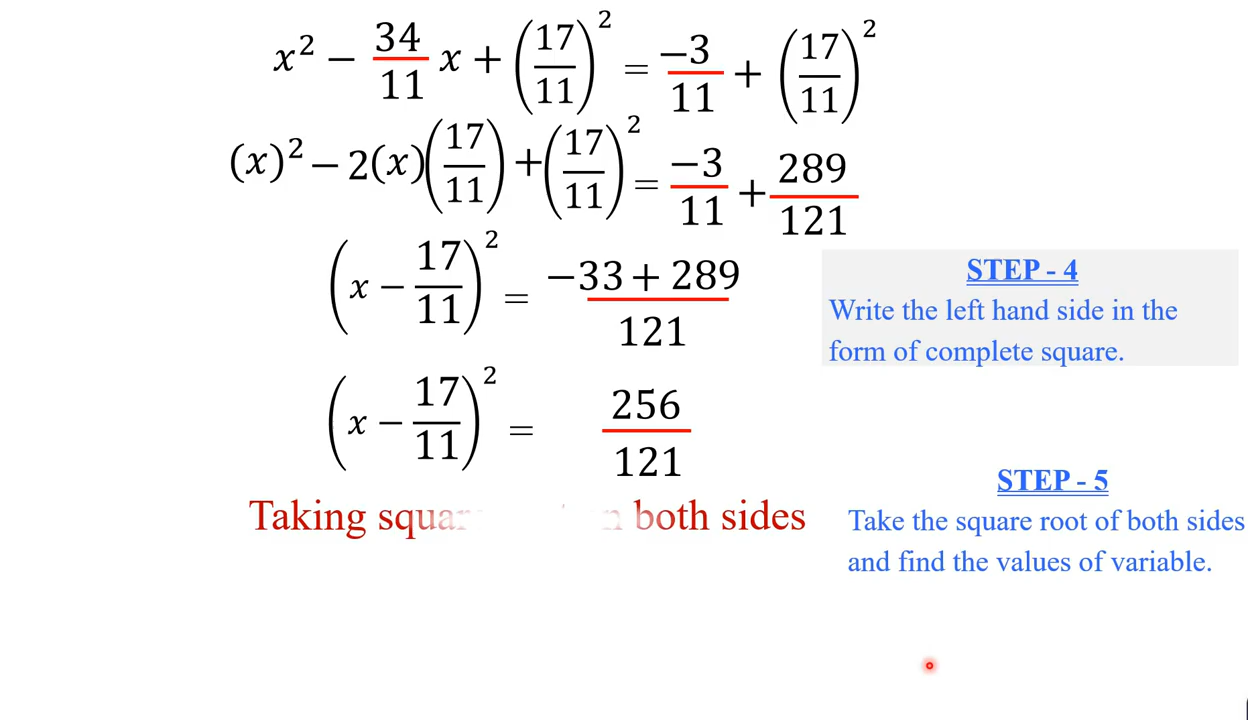 x² − 34/11 x + (17/11)² = −3/11 + (17/11)²
(x)² − 2(x)(17/11) + (17/11)² = −3/11 + 289/121
(x − 17/11)² = −33 + 289/121
STEP - 4
Write the left hand side in the
form of complete square.
(x − 17/11)² = 256/121
Taking both sides
STEP - 5
Take the square root of both sides
and find the values of variable.